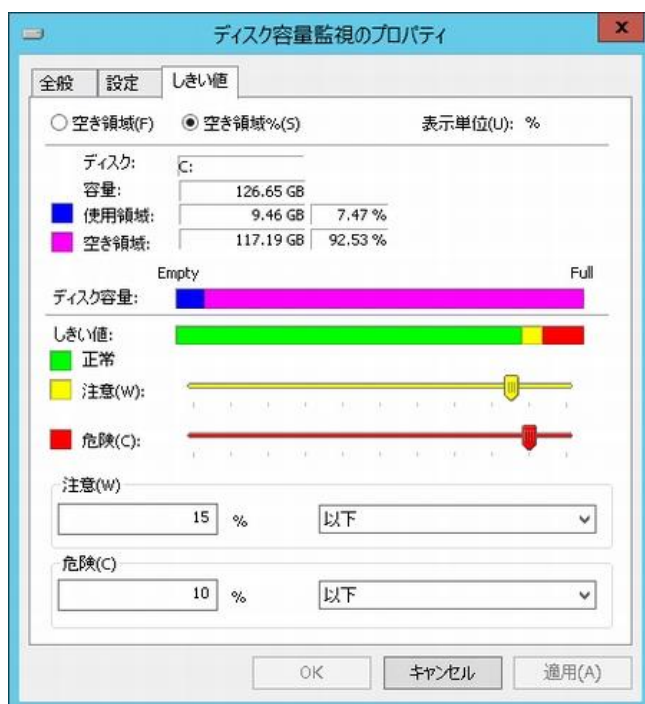 ディスク容量監視のプロパティ
x
全般 設定 しきい値
空き領域(F) 空き領域%(S) 表示単位(U): %
ディスク: C:
容量: 126.65 GB
使用領域: 9.46 GB 7.47 %
空き領域: 117.19 GB 92.53 %
Empty Full
ディスク容量:
しきい値:
正常
注意(W):
危険(C):
注意(W)
15 % 以下
危険(C)
10 % 以下
OK キャンセル 適用(A)